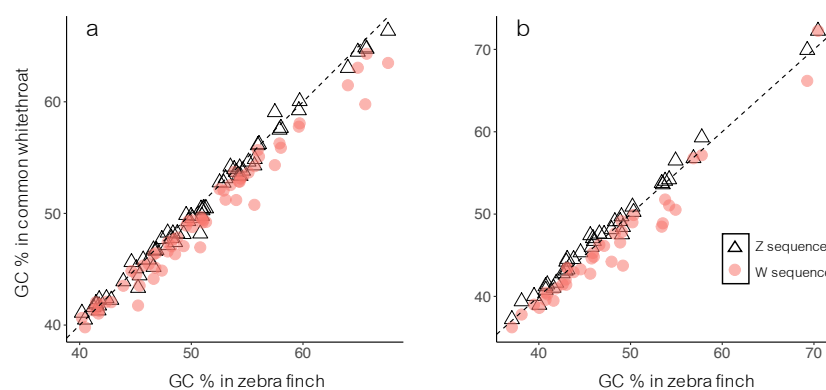 a
GC % in common whitethroat
60
50
40
40 50 60
GC % in zebra finch
b
70
60
50
40
Z sequence
W sequence
40 50 60 70
GC % in zebra finch